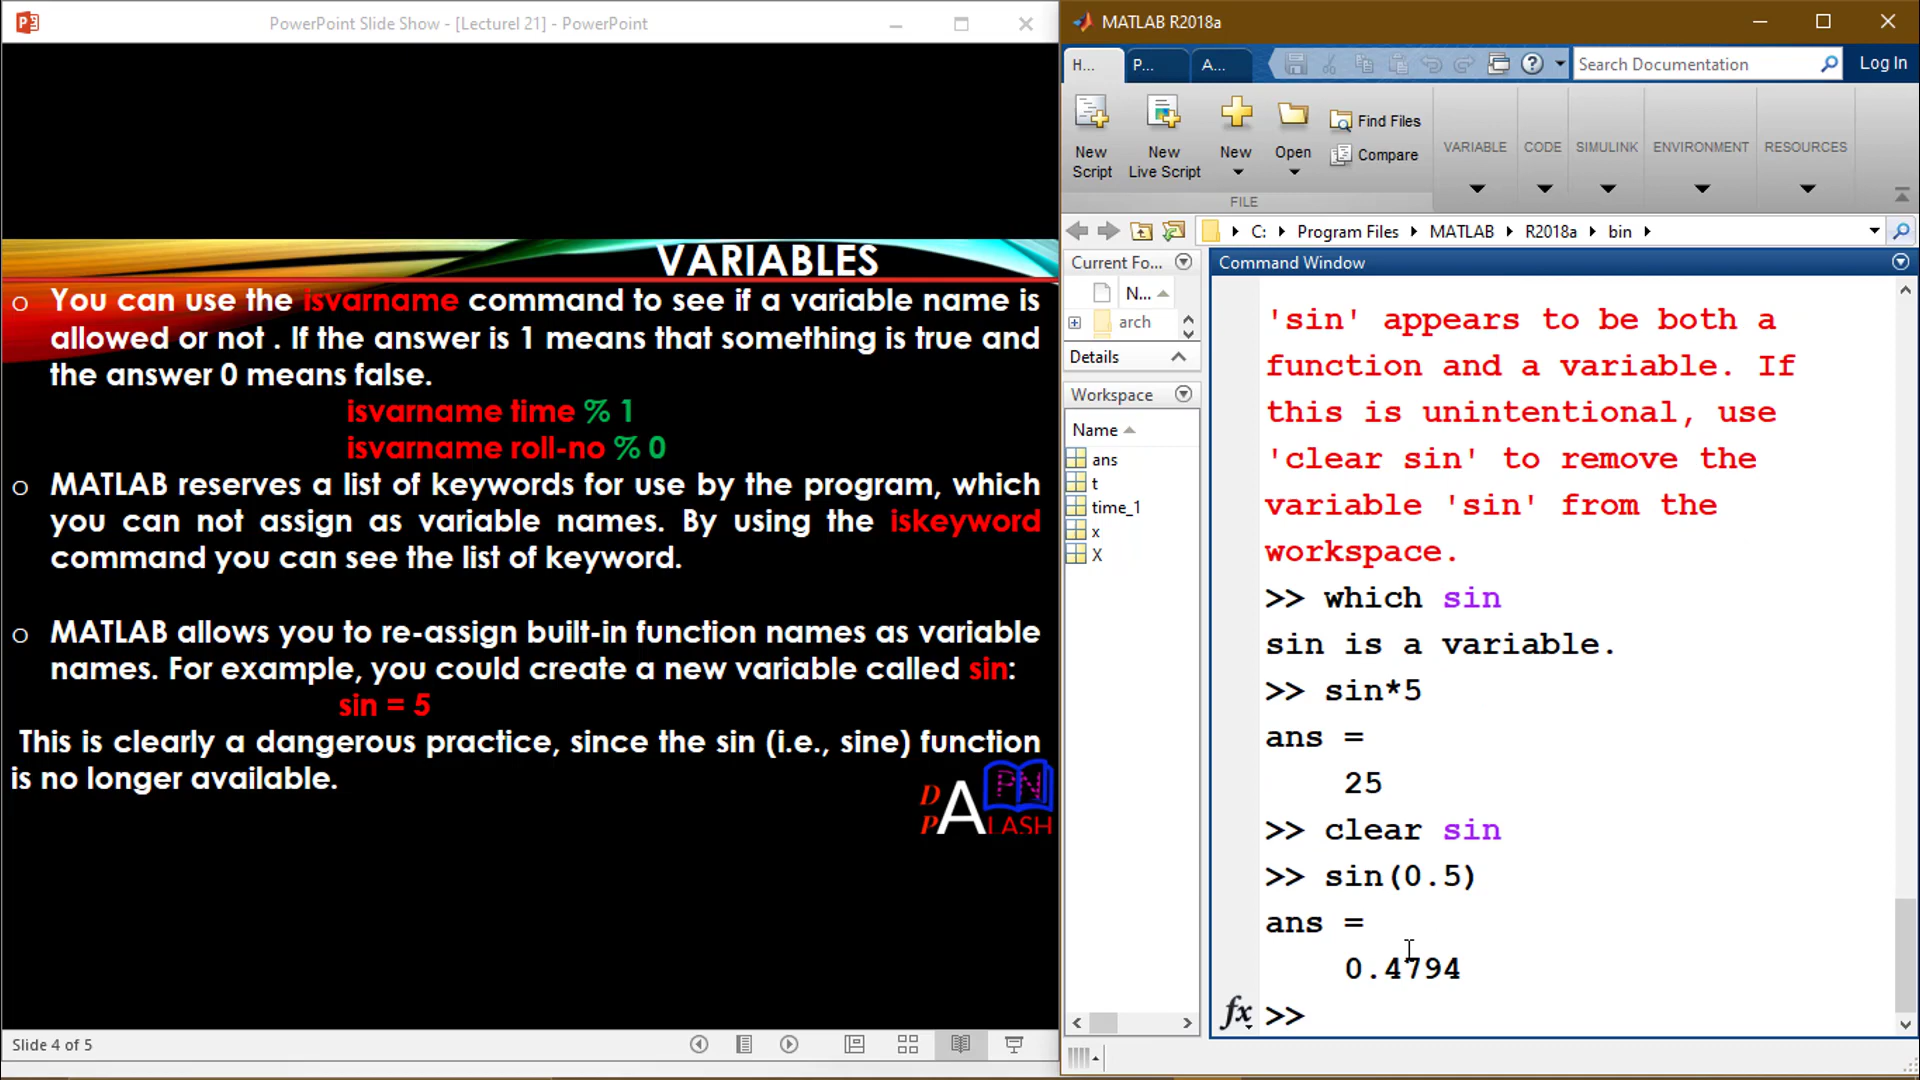 PowerPoint Slide Show - [Lecturel 21] - PowerPoint
VARIABLES
o You can use the isvarname command to see if a variable name is
allowed or not . If the answer is 1 means that something is true and
the answer 0 means false.
isvarname time % 1
isvarname roll-no % 0
o MATLAB reserves a list of keywords for use by the program, which
you can not assign as variable names. By using the iskeyword
command you can see the list of keyword.
o MATLAB allows you to re-assign built-in function names as variable
names. For example, you could create a new variable called sin:
sin = 5
This is clearly a dangerous practice, since the sin (i.e., sine) function
is no longer available.
DP
PN
ALASH
Slide 4 of 5
MATLAB R2018a
H... P... A...
Search Documentation
Log In
New Script
New Live Script
New
Open
Find Files
Compare
FILE
VARIABLE
CODE
SIMULINK
ENVIRONMENT
RESOURCES
C: Program Files MATLAB R2018a bin
Current Fo...
N...
arch
Details
Workspace
Name
ans
t
time_1
x
X
Command Window
'sin' appears to be both a
function and a variable. If
this is unintentional, use
'clear sin' to remove the
variable 'sin' from the
workspace.
>> which sin
sin is a variable.
>> sin*5
ans =
25
>> clear sin
>> sin(0.5)
ans =
0.4794
fx >>